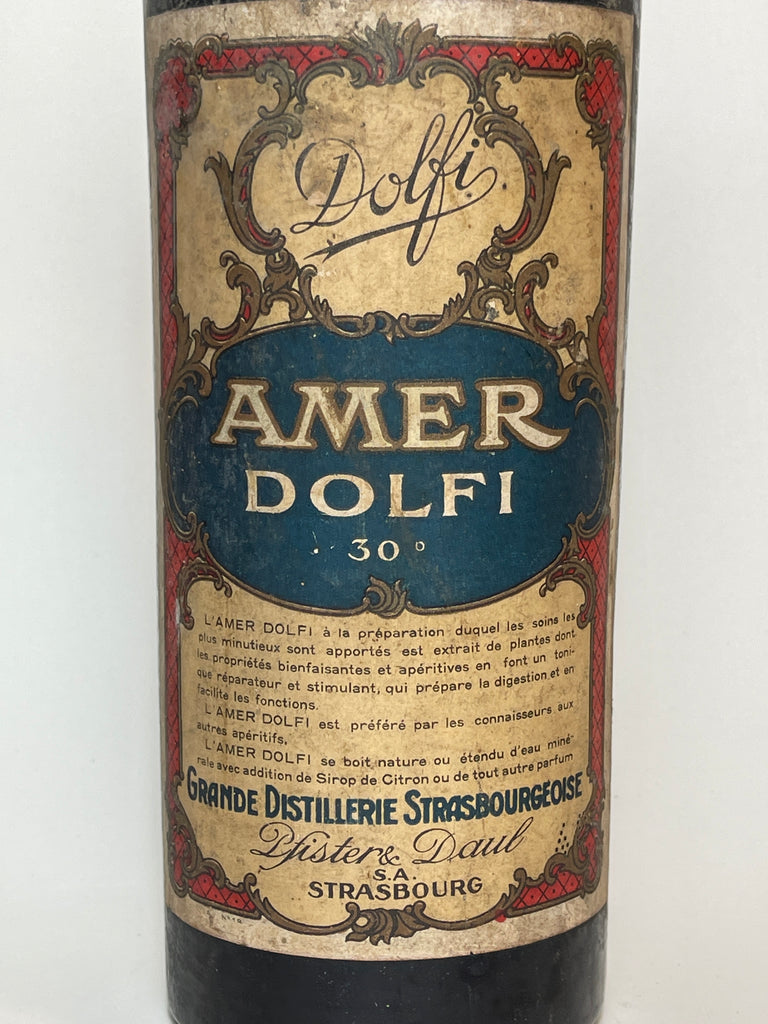 Dolfi
AMER
DOLFI
30°
L'AMER DOLFI à la préparation duquel les soins les
plus minutieux sont apportés est extrait de plantes dont
les propriétés bienfaisantes et apéritives en font un toni-
que réparateur et stimulant, qui prépare la digestion et en
facilite les fonctions.
L'AMER DOLFI est préféré par les connaisseurs aux
autres apéritifs.
L'AMER DOLFI se boit nature ou étendu d'eau miné-
rale avec addition de Sirop de Citron ou de tout autre parfum
GRANDE DISTILLERIE STRASBOURGEOISE
Pfister & Daul
S.A.
STRASBOURG